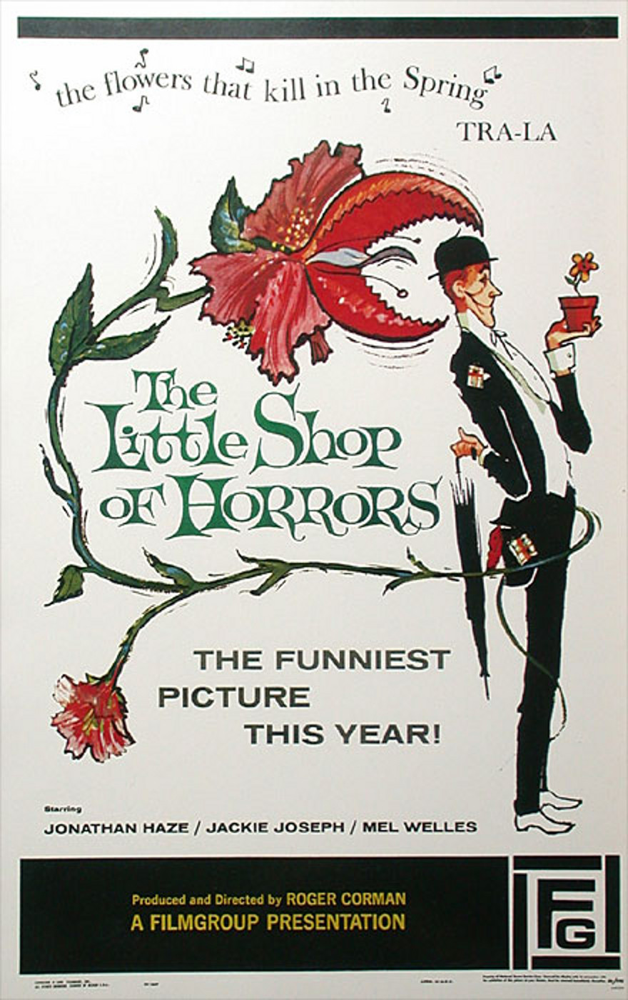 the flowers that kill in the Spring
TRA-LA
The
Little Shop
of Horrors
THE FUNNIEST
PICTURE
THIS YEAR!
Starring
JONATHAN HAZE / JACKIE JOSEPH / MEL WELLES
Produced and Directed by ROGER CORMAN
A FILMGROUP PRESENTATION
FG